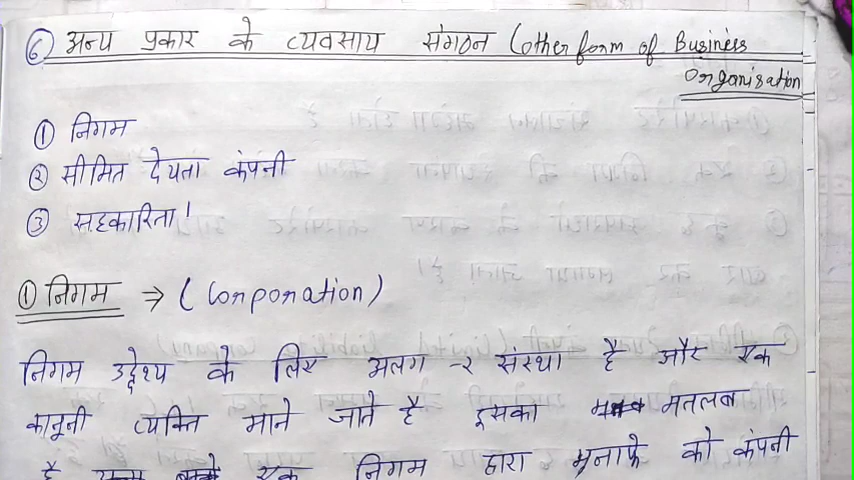 ⑥ अन्य प्रकार के व्यवसाय संगठन (other form of Business
Organisation
① निगम
② सीमित देयता कंपनी
③ सहकारिता।
① निगम ⇒ (Corporation)
निगम उद्देश्य के लिए अलग-२ संस्था है और एक
कानूनी व्यक्ति माने जाते है इसका मतलब
है एक निगम द्वारा मुनाफे को कंपनी